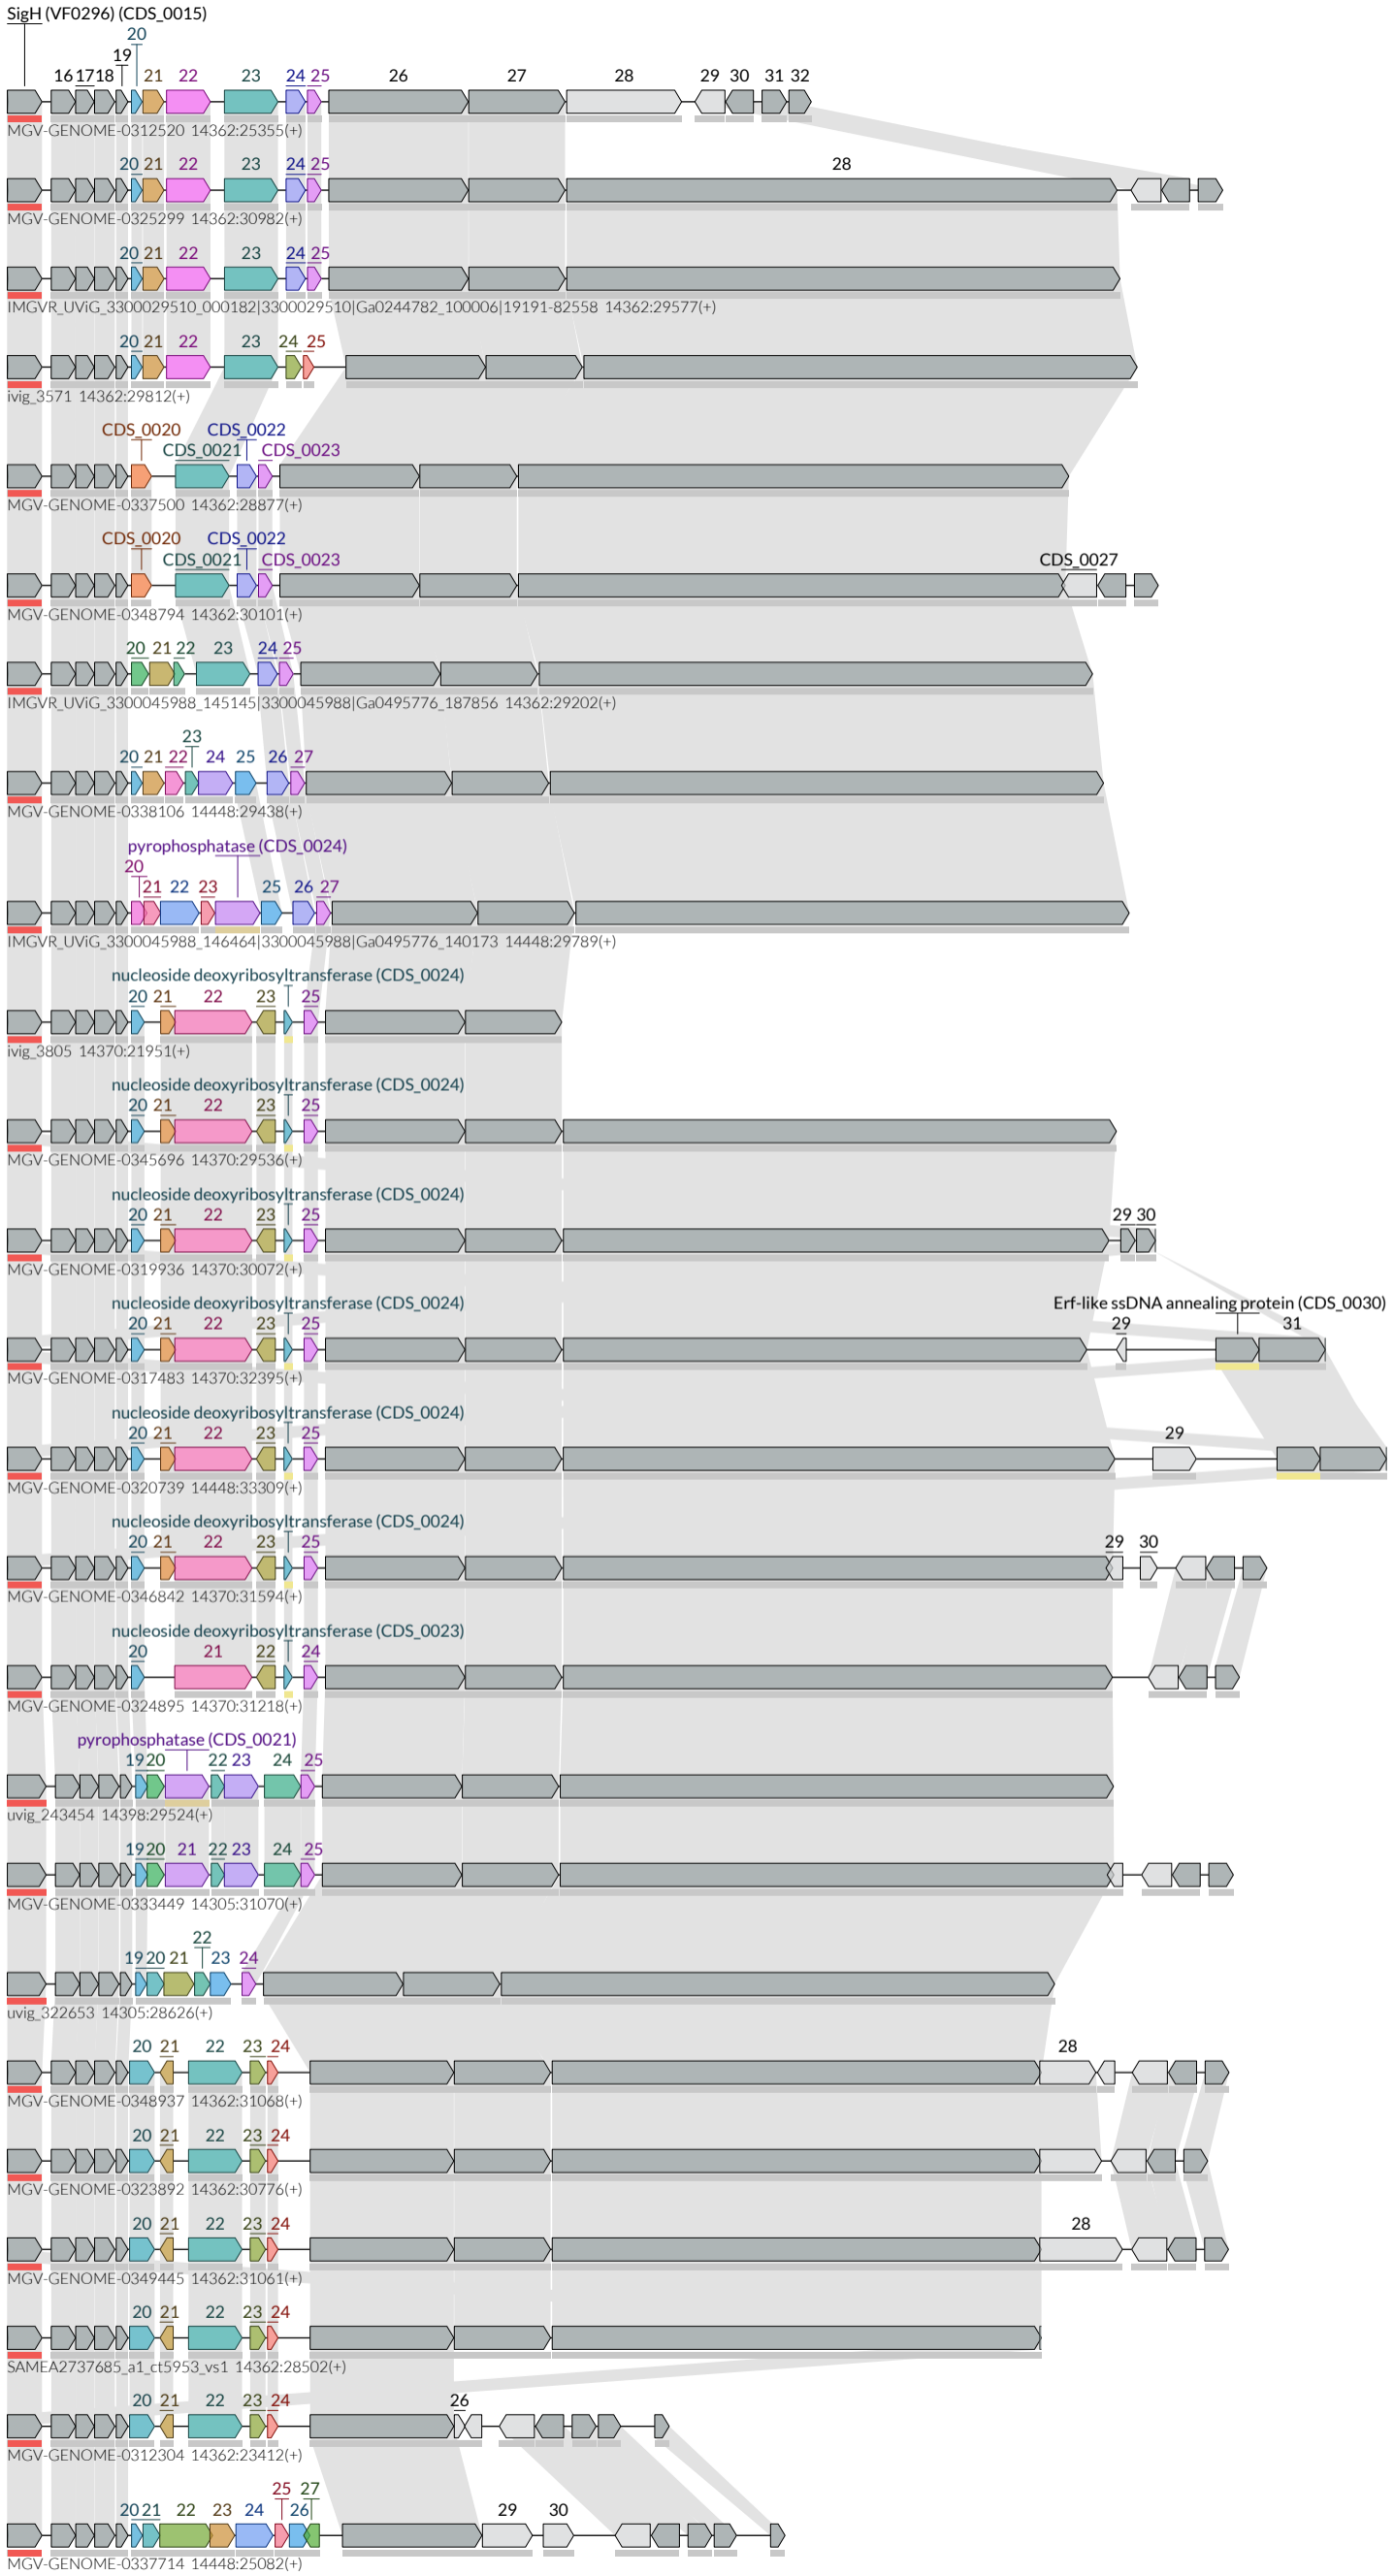 SigH (VF0296) (CDS_0015)
20
19
16 17 18 21 22 23 24 25 26 27 28 29 30 31 32
MGV-GENOME-0312520 14362:25355(+)
20 21 22 23 24 25 28
MGV-GENOME-0325299 14362:30982(+)
20 21 22 23 24 25
IMGVR_UViG_3300029510_000182|3300029510|Ga0244782_100006|19191-82558 14362:29577(+)
20 21 22 23 24 25
ivig_3571 14362:29812(+)
CDS_0020 CDS_0022
CDS_0021 CDS_0023
MGV-GENOME-0337500 14362:28877(+)
CDS_0020 CDS_0022
CDS_0021 CDS_0023 CDS_0027
MGV-GENOME-0348794 14362:30101(+)
20 21 22 23 24 25
IMGVR_UViG_3300045988_145145|3300045988|Ga0495776_187856 14362:29202(+)
23
20 21 22 24 25 26 27
MGV-GENOME-0338106 14448:29438(+)
pyrophosphatase (CDS_0024)
20
21 22 23 25 26 27
IMGVR_UViG_3300045988_146464|3300045988|Ga0495776_140173 14448:29789(+)
nucleoside deoxyribosyltransferase (CDS_0024)
20 21 22 23 25
ivig_3805 14370:21951(+)
nucleoside deoxyribosyltransferase (CDS_0024)
20 21 22 23 25
MGV-GENOME-0345696 14370:29536(+)
nucleoside deoxyribosyltransferase (CDS_0024)
20 21 22 23 25 29 30
MGV-GENOME-0319936 14370:30072(+)
nucleoside deoxyribosyltransferase (CDS_0024) Erf-like ssDNA annealing protein (CDS_0030)
20 21 22 23 25 29 31
MGV-GENOME-0317483 14370:32395(+)
nucleoside deoxyribosyltransferase (CDS_0024)
20 21 22 23 25 29
MGV-GENOME-0320739 14448:33309(+)
nucleoside deoxyribosyltransferase (CDS_0024)
20 21 22 23 25 29 30
MGV-GENOME-0346842 14370:31594(+)
nucleoside deoxyribosyltransferase (CDS_0023)
20 21 22 24
MGV-GENOME-0324895 14370:31218(+)
pyrophosphatase (CDS_0021)
19 20 22 23 24 25
uvig_243454 14398:29524(+)
19 20 21 22 23 24 25
MGV-GENOME-0333449 14305:31070(+)
22
19 20 21 23 24
uvig_322653 14305:28626(+)
20 21 22 23 24 28
MGV-GENOME-0348937 14362:31068(+)
20 21 22 23 24
MGV-GENOME-0323892 14362:30776(+)
20 21 22 23 24 28
MGV-GENOME-0349445 14362:31061(+)
20 21 22 23 24
SAMEA2737685_a1_ct5953_vs1 14362:28502(+)
20 21 22 23 24 26
MGV-GENOME-0312304 14362:23412(+)
25 27
20 21 22 23 24 26 29 30
MGV-GENOME-0337714 14448:25082(+)